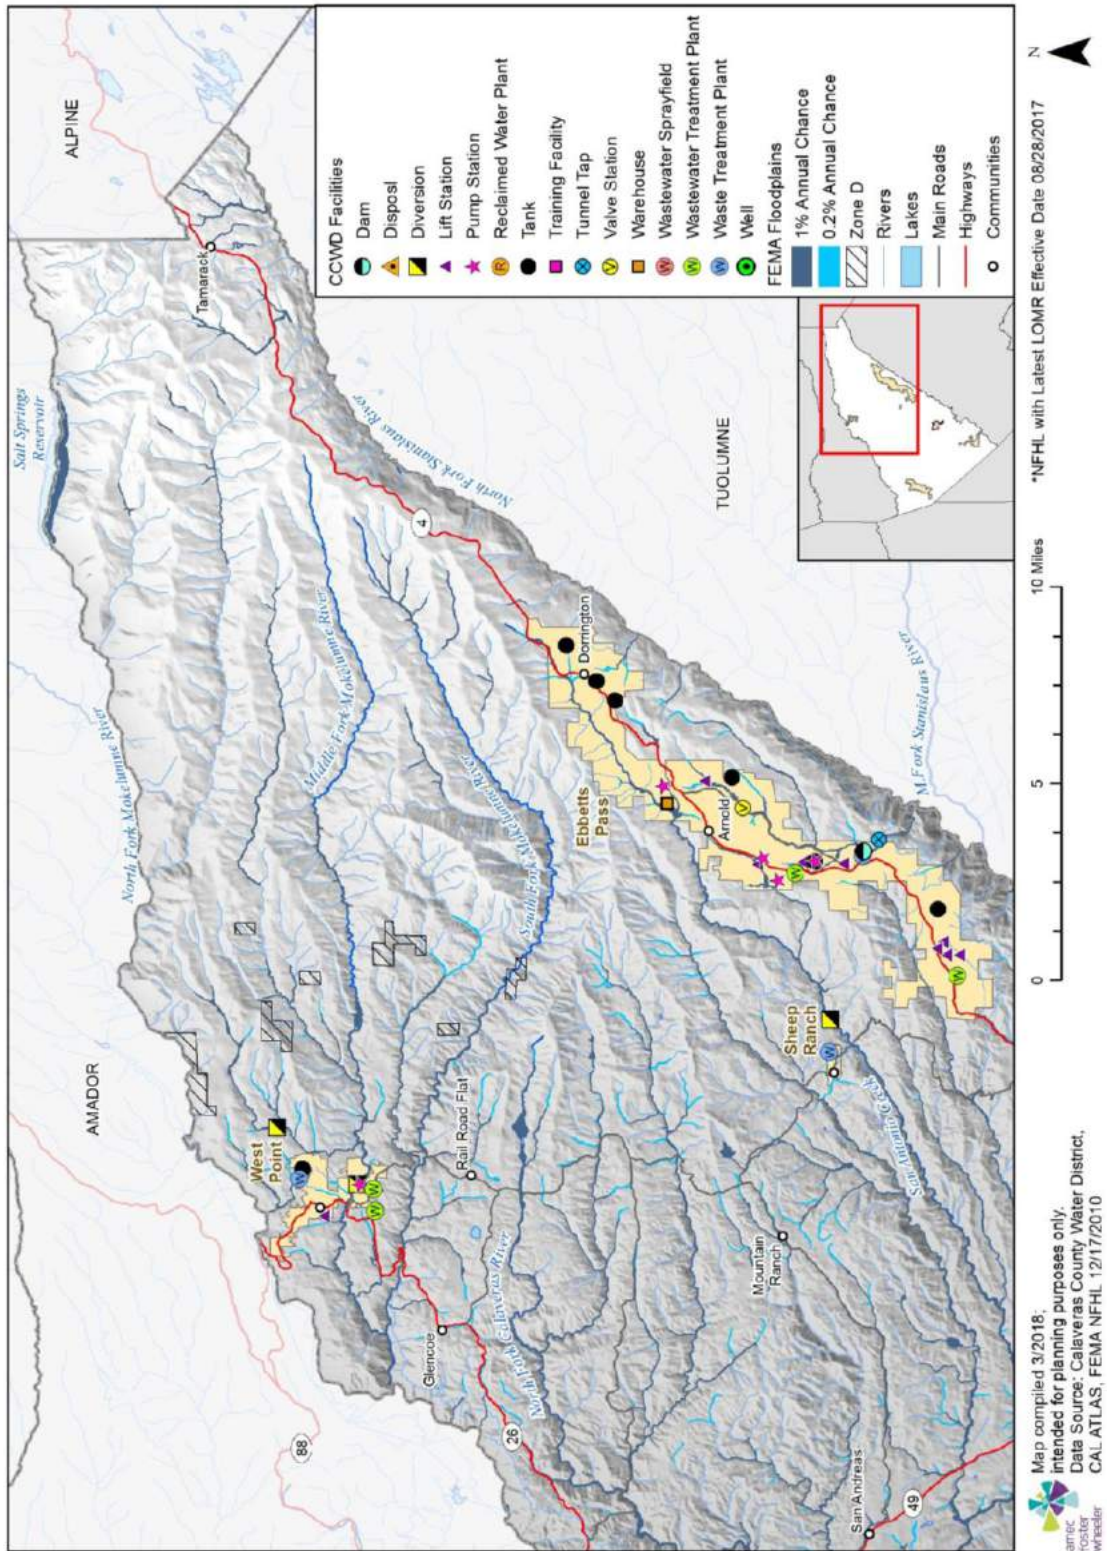 ALPINE
AMADOR
TUOLUMNE
Salt Springs
Reservoir
Tamarack
North Fork Mokelumne River
Middle Fork Mokelumne River
South Fork Mokelumne River
North Fork Stanislaus River
M.Fork Stanislaus River
North Fork Calaveras River
San Antonio Creek
88
4
26
49
West
Point
Rail Road Flat
Glencoe
Mountain
Ranch
San Andreas
Sheep
Ranch
Ebbetts
Pass
Dorrington
Arnold
CCWD Facilities
Dam
Disposl
Diversion
Lift Station
Pump Station
R Reclaimed Water Plant
Tank
Training Facility
Tunnel Tap
V Valve Station
Warehouse
W Wastewater Sprayfield
W Wastewater Treatment Plant
W Waste Treatment Plant
Well
FEMA Floodplains
1% Annual Chance
0.2% Annual Chance
Zone D
Rivers
Lakes
Main Roads
Highways
Communities
amec
foster
wheeler
Map compiled 3/2018;
intended for planning purposes only.
Data Source: Calaveras County Water District,
CAL ATLAS, FEMA NFHL 12/17/2010
0 5 10 Miles
*NFHL with Latest LOMR Effective Date 08/28/2017
N